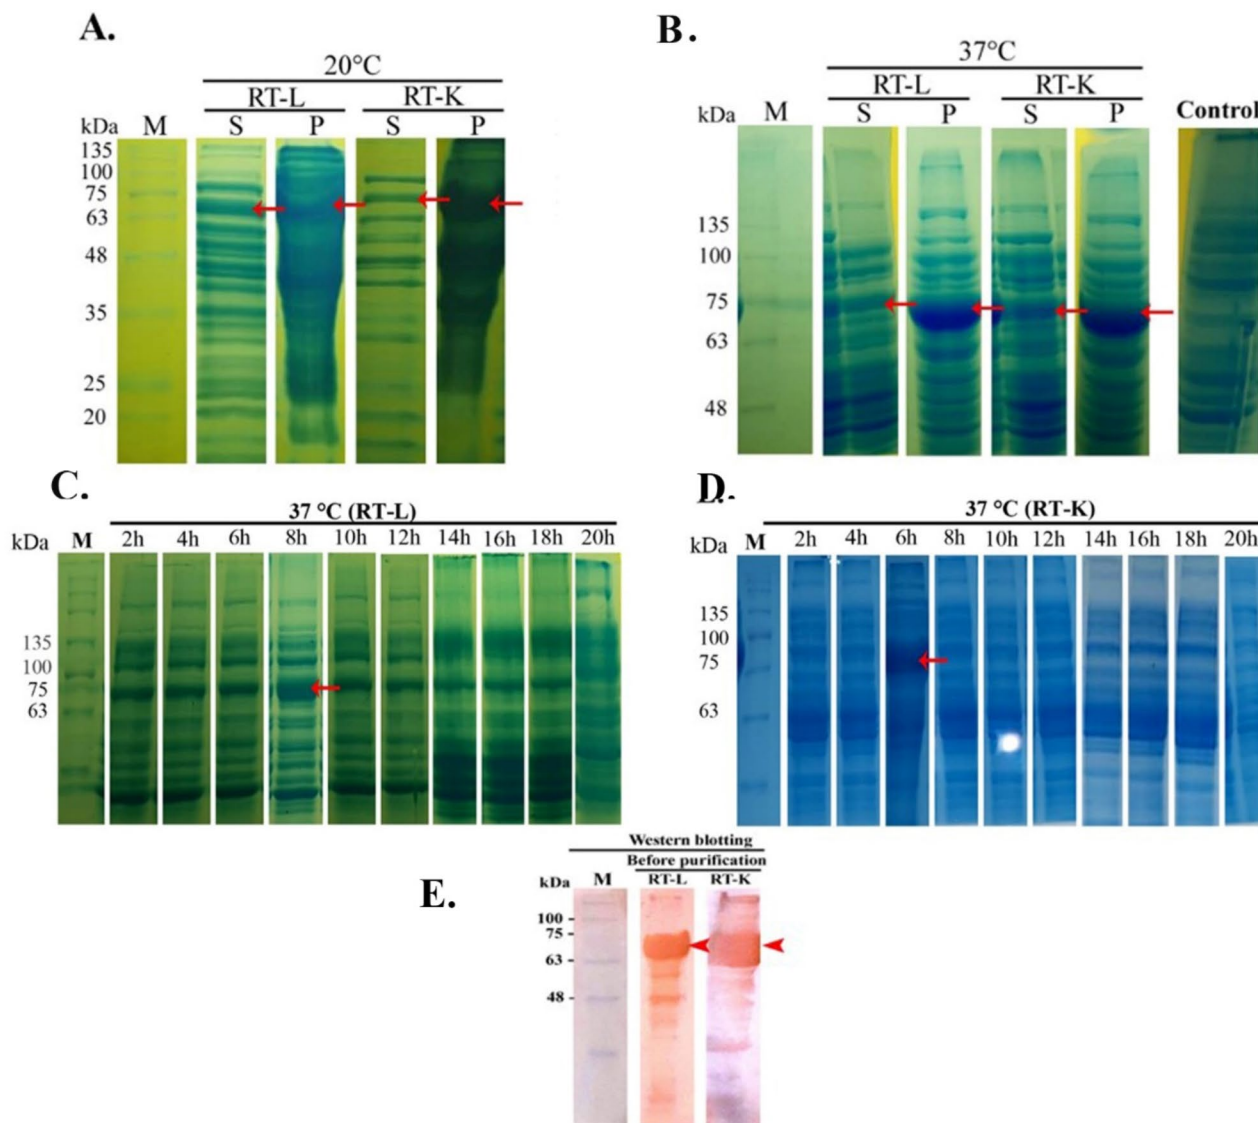 A.
20°C
RT-L RT-K
kDa M S P S P
135
100
75
63
48
35
25
20
B.
37°C
RT-L RT-K
kDa M S P S P Control
135
100
75
63
48
C.
37 °C (RT-L)
kDa M 2h 4h 6h 8h 10h 12h 14h 16h 18h 20h
135
100
75
63
D.
37 °C (RT-K)
kDa M 2h 4h 6h 8h 10h 12h 14h 16h 18h 20h
135
100
75
63
E.
Western blotting
Before purification
kDa M RT-L RT-K
100
75
63
48